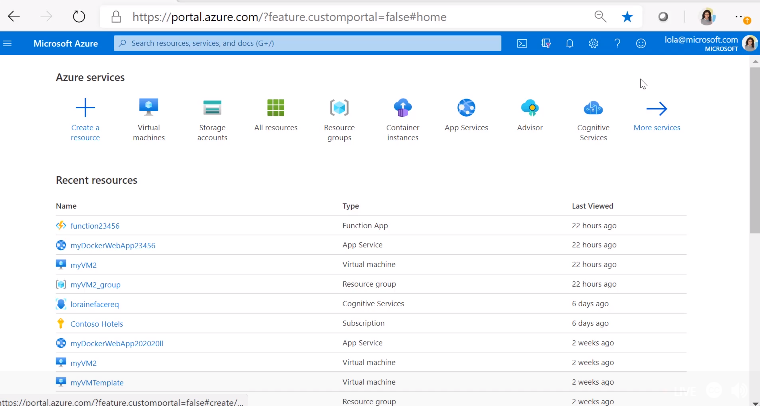 https://portal.azure.com/?feature.customportal=false#home
Microsoft Azure
Search resources, services, and docs (G+/)
lola@microsoft.com
MICROSOFT
Azure services
Create a resource
Virtual machines
Storage accounts
All resources
Resource groups
Container instances
App Services
Advisor
Cognitive Services
More services
Recent resources
Name Type Last Viewed
function23456 Function App 22 hours ago
myDockerWebApp23456 App Service 22 hours ago
myVM2 Virtual machine 22 hours ago
myVM2_group Resource group 22 hours ago
lorainefacereq Cognitive Services 6 days ago
Contoso Hotels Subscription 6 days ago
myDockerWebApp202020ll App Service 2 weeks ago
myVM2 Virtual machine 2 weeks ago
myVMTemplate Virtual machine 2 weeks ago
Resource group 2 weeks ago
https://portal.azure.com/?feature.customportal=false#create/...